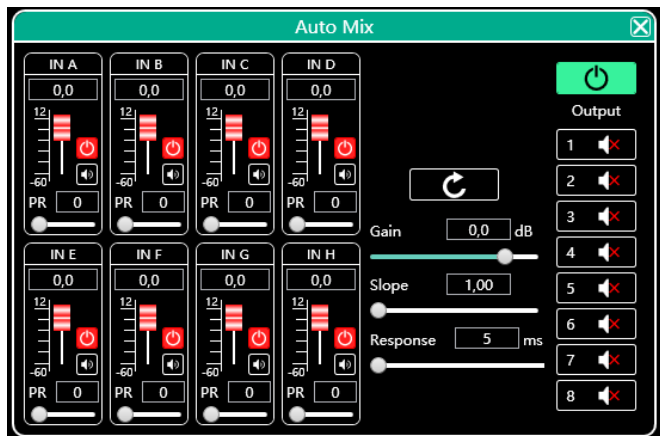 Auto Mix
IN A IN B IN C IN D
0,0 0,0 0,0 0,0
12 12 12 12
-60 -60 -60 -60
PR 0 PR 0 PR 0 PR 0
IN E IN F IN G IN H
0,0 0,0 0,0 0,0
12 12 12 12
-60 -60 -60 -60
PR 0 PR 0 PR 0 PR 0
Gain 0,0 dB
Slope 1,00
Response 5 ms
Output
1
2
3
4
5
6
7
8